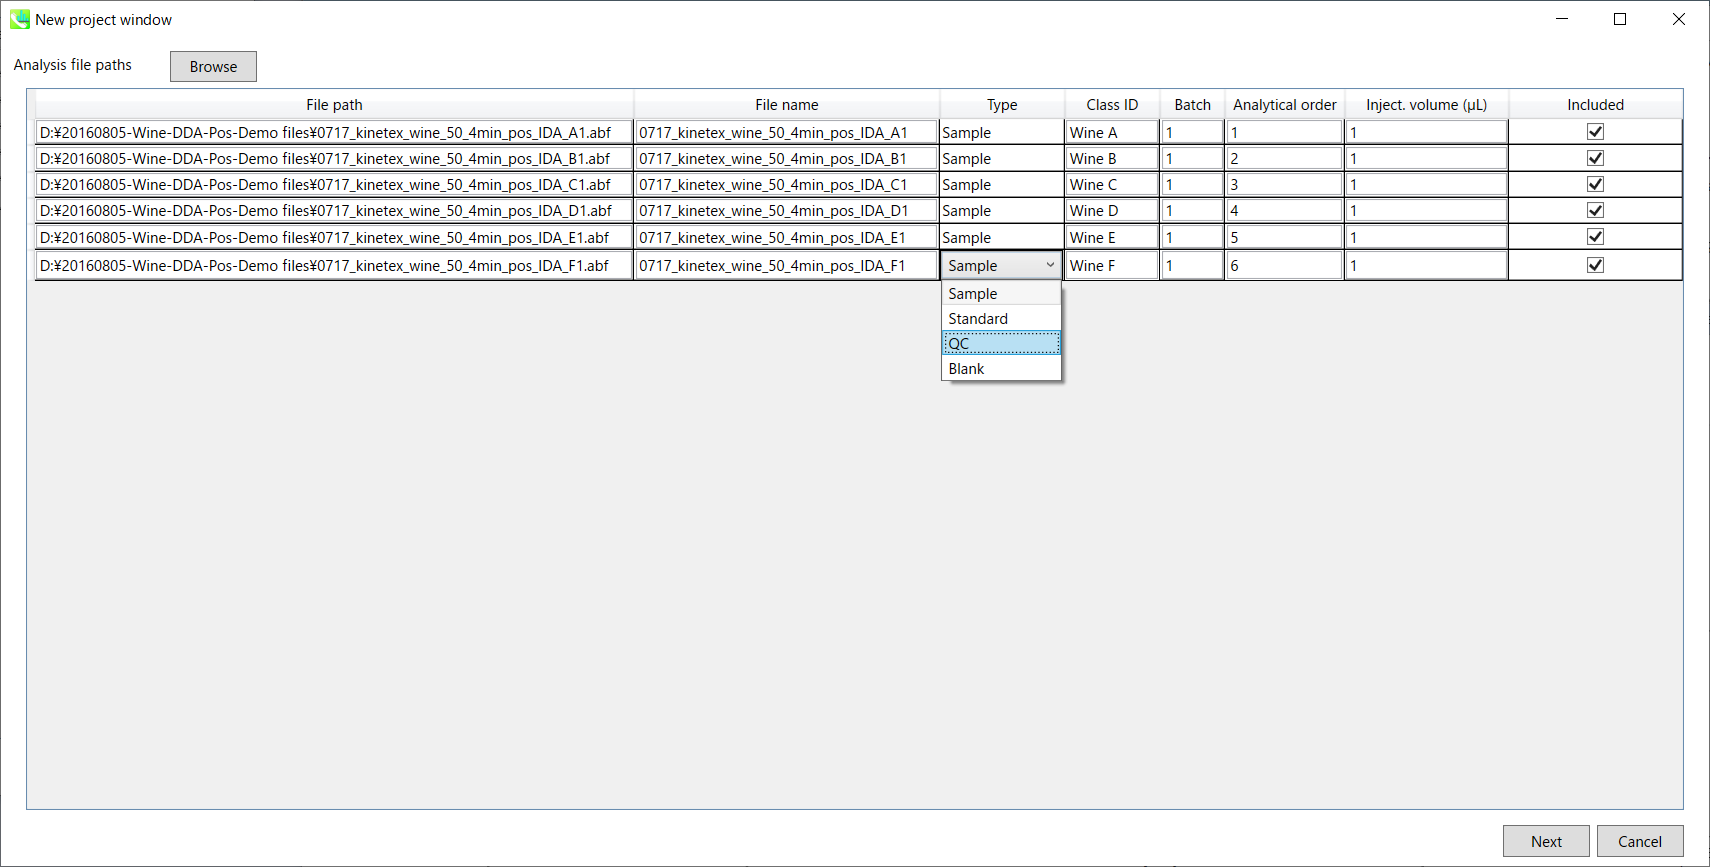 New project window
Analysis file paths Browse
File path File name Type Class ID Batch Analytical order Inject. volume (µL) Included
D:¥20160805-Wine-DDA-Pos-Demo files¥0717_kinetex_wine_50_4min_pos_IDA_A1.abf 0717_kinetex_wine_50_4min_pos_IDA_A1 Sample Wine A 1 1 1
D:¥20160805-Wine-DDA-Pos-Demo files¥0717_kinetex_wine_50_4min_pos_IDA_B1.abf 0717_kinetex_wine_50_4min_pos_IDA_B1 Sample Wine B 1 2 1
D:¥20160805-Wine-DDA-Pos-Demo files¥0717_kinetex_wine_50_4min_pos_IDA_C1.abf 0717_kinetex_wine_50_4min_pos_IDA_C1 Sample Wine C 1 3 1
D:¥20160805-Wine-DDA-Pos-Demo files¥0717_kinetex_wine_50_4min_pos_IDA_D1.abf 0717_kinetex_wine_50_4min_pos_IDA_D1 Sample Wine D 1 4 1
D:¥20160805-Wine-DDA-Pos-Demo files¥0717_kinetex_wine_50_4min_pos_IDA_E1.abf 0717_kinetex_wine_50_4min_pos_IDA_E1 Sample Wine E 1 5 1
D:¥20160805-Wine-DDA-Pos-Demo files¥0717_kinetex_wine_50_4min_pos_IDA_F1.abf 0717_kinetex_wine_50_4min_pos_IDA_F1 Sample Wine F 1 6 1
Sample
Standard
QC
Blank
Next Cancel